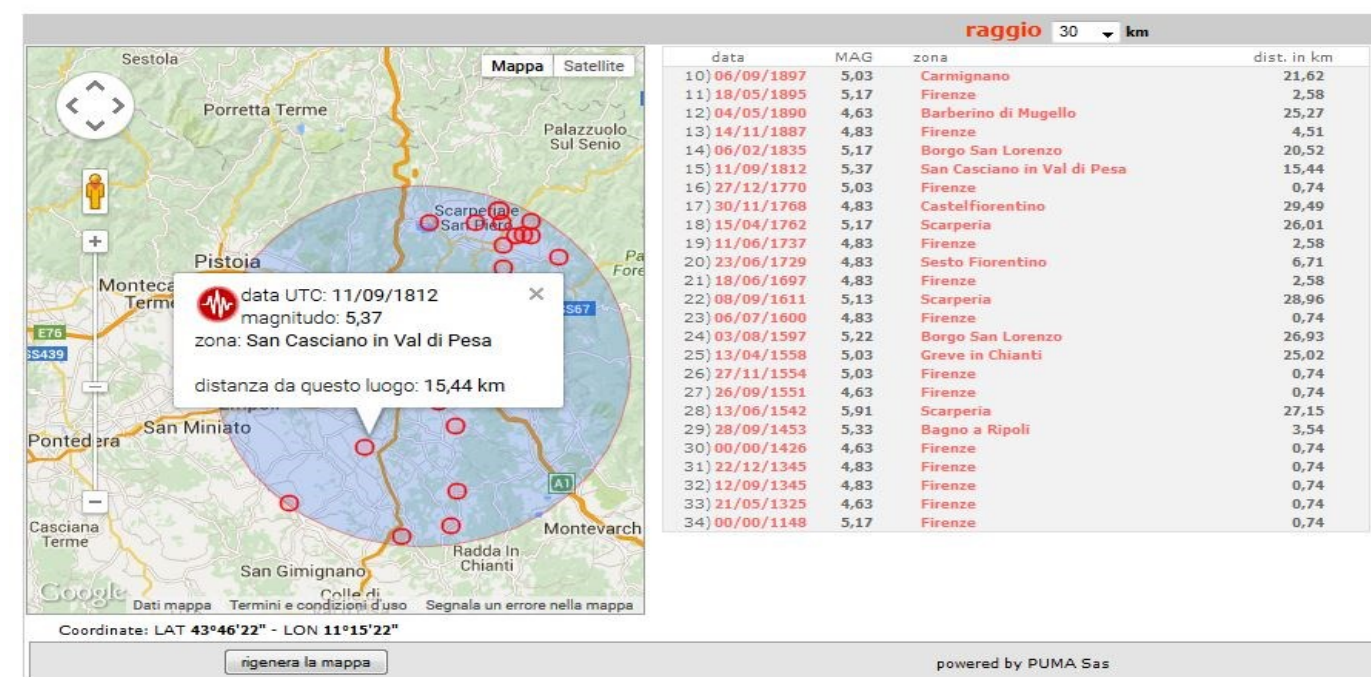 raggio 30 km
Sestola
Mappa Satellite
Porretta Terme
Palazzuolo
Sul Senio
Scarperia e
San Piero
Pistoia
Pa
Fore
Monteca
Terme
SS67
E76
SS439
data UTC: 11/09/1812
magnitudo: 5,37
zona: San Casciano in Val di Pesa
distanza da questo luogo: 15,44 km
San Miniato
Pontedera
A1
Casciana
Terme
Montevarch
Radda In
Chianti
San Gimignano
Colle di
Google
Dati mappa Termini e condizioni d'uso Segnala un errore nella mappa
Coordinate: LAT 43°46'22" - LON 11°15'22"
data MAG zona dist. in km
10) 06/09/1897 5,03 Carmignano 21,62
11) 18/05/1895 5,17 Firenze 2,58
12) 04/05/1890 4,63 Barberino di Mugello 25,27
13) 14/11/1887 4,83 Firenze 4,51
14) 06/02/1835 5,17 Borgo San Lorenzo 20,52
15) 11/09/1812 5,37 San Casciano in Val di Pesa 15,44
16) 27/12/1770 5,03 Firenze 0,74
17) 30/11/1768 4,83 Castelfiorentino 29,49
18) 15/04/1762 5,17 Scarperia 26,01
19) 11/06/1737 4,83 Firenze 2,58
20) 23/06/1729 4,83 Sesto Fiorentino 6,71
21) 18/06/1697 4,83 Firenze 2,58
22) 08/09/1611 5,13 Scarperia 28,96
23) 06/07/1600 4,83 Firenze 0,74
24) 03/08/1597 5,22 Borgo San Lorenzo 26,93
25) 13/04/1558 5,03 Greve in Chianti 25,02
26) 27/11/1554 5,03 Firenze 0,74
27) 26/09/1551 4,63 Firenze 0,74
28) 13/06/1542 5,91 Scarperia 27,15
29) 28/09/1453 5,33 Bagno a Ripoli 3,54
30) 00/00/1426 4,63 Firenze 0,74
31) 22/12/1345 4,83 Firenze 0,74
32) 12/09/1345 4,83 Firenze 0,74
33) 21/05/1325 4,63 Firenze 0,74
34) 00/00/1148 5,17 Firenze 0,74
rigenera la mappa
powered by PUMA Sas